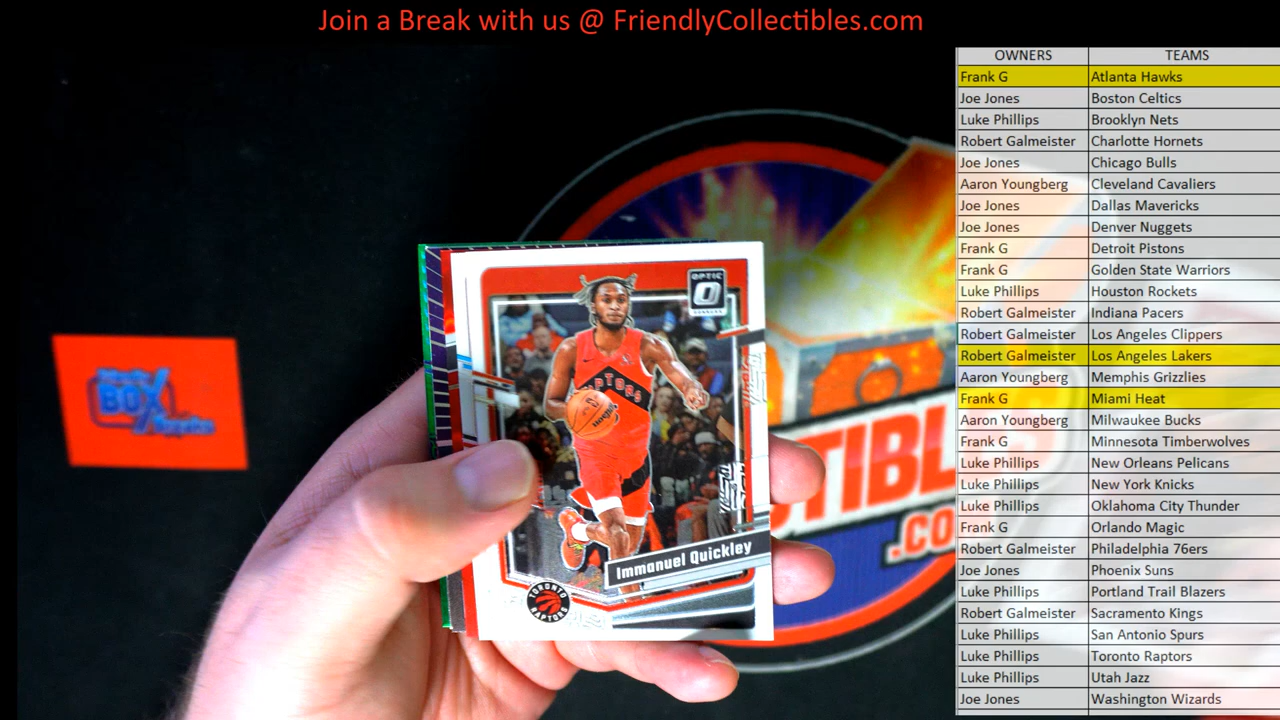 Join a Break with us @ FriendlyCollectibles.com
OWNERS TEAMS
Frank G Atlanta Hawks
Joe Jones Boston Celtics
Luke Phillips Brooklyn Nets
Robert Galmeister Charlotte Hornets
Joe Jones Chicago Bulls
Aaron Youngberg Cleveland Cavaliers
Joe Jones Dallas Mavericks
Joe Jones Denver Nuggets
Frank G Detroit Pistons
Frank G Golden State Warriors
Luke Phillips Houston Rockets
Robert Galmeister Indiana Pacers
Robert Galmeister Los Angeles Clippers
Robert Galmeister Los Angeles Lakers
Aaron Youngberg Memphis Grizzlies
Frank G Miami Heat
Aaron Youngberg Milwaukee Bucks
Frank G Minnesota Timberwolves
Luke Phillips New Orleans Pelicans
Luke Phillips New York Knicks
Luke Phillips Oklahoma City Thunder
Frank G Orlando Magic
Robert Galmeister Philadelphia 76ers
Joe Jones Phoenix Suns
Luke Phillips Portland Trail Blazers
Robert Galmeister Sacramento Kings
Luke Phillips San Antonio Spurs
Luke Phillips Toronto Raptors
Luke Phillips Utah Jazz
Joe Jones Washington Wizards
OPTIC
Immanuel Quickley
TORONTO
RAPTORS
BOX
TIBL
.co